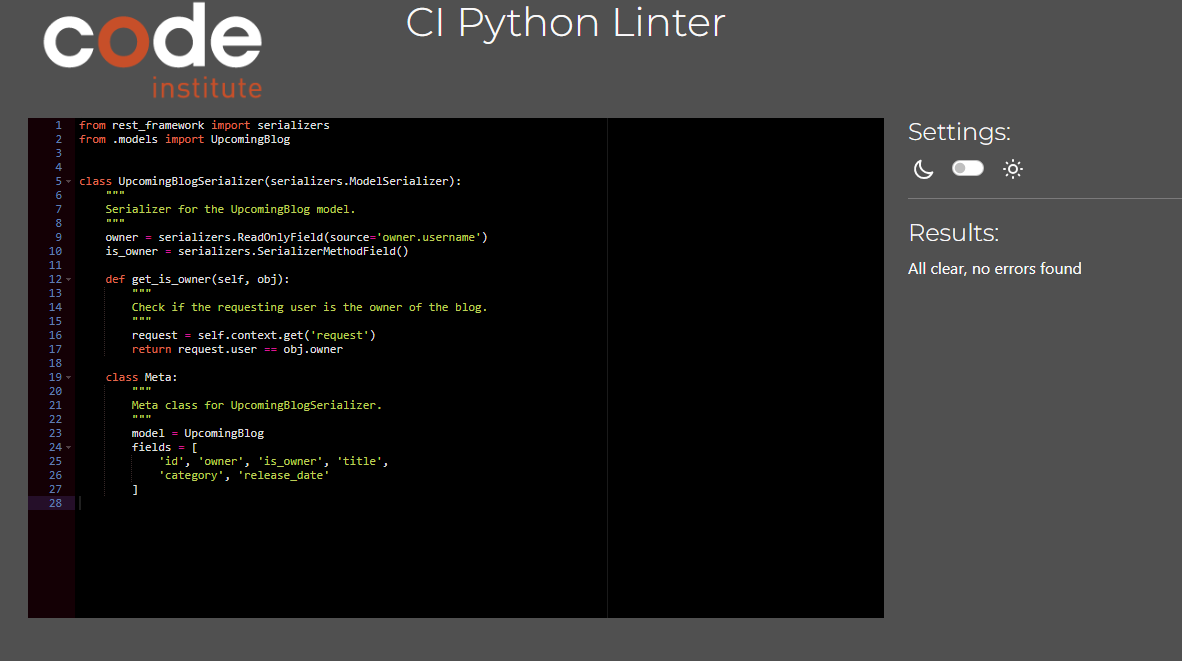 code
institute
CI Python Linter
1 from rest_framework import serializers
2 from .models import UpcomingBlog
3
4
5 class UpcomingBlogSerializer(serializers.ModelSerializer):
6     """
7     Serializer for the UpcomingBlog model.
8     """
9     owner = serializers.ReadOnlyField(source='owner.username')
10     is_owner = serializers.SerializerMethodField()
11
12     def get_is_owner(self, obj):
13         """
14         Check if the requesting user is the owner of the blog.
15         """
16         request = self.context.get('request')
17         return request.user == obj.owner
18
19     class Meta:
20         """
21         Meta class for UpcomingBlogSerializer.
22         """
23         model = UpcomingBlog
24         fields = [
25             'id', 'owner', 'is_owner', 'title',
26             'category', 'release_date'
27         ]
28
Settings:
Results:
All clear, no errors found